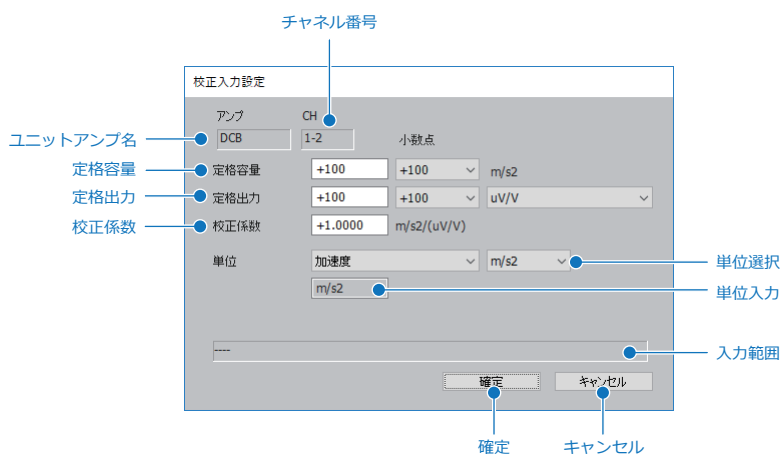 チャネル番号
校正入力設定
アンプ CH
ユニットアンプ名 DCB 1-2 小数点
定格容量 定格容量 +100 +100 m/s2
定格出力 定格出力 +100 +100 uV/V
校正係数 校正係数 +1.0000 m/s2/(uV/V)
単位 加速度 m/s2 単位選択
m/s2 単位入力
---- 入力範囲
確定 キャンセル
確定 キャンセル